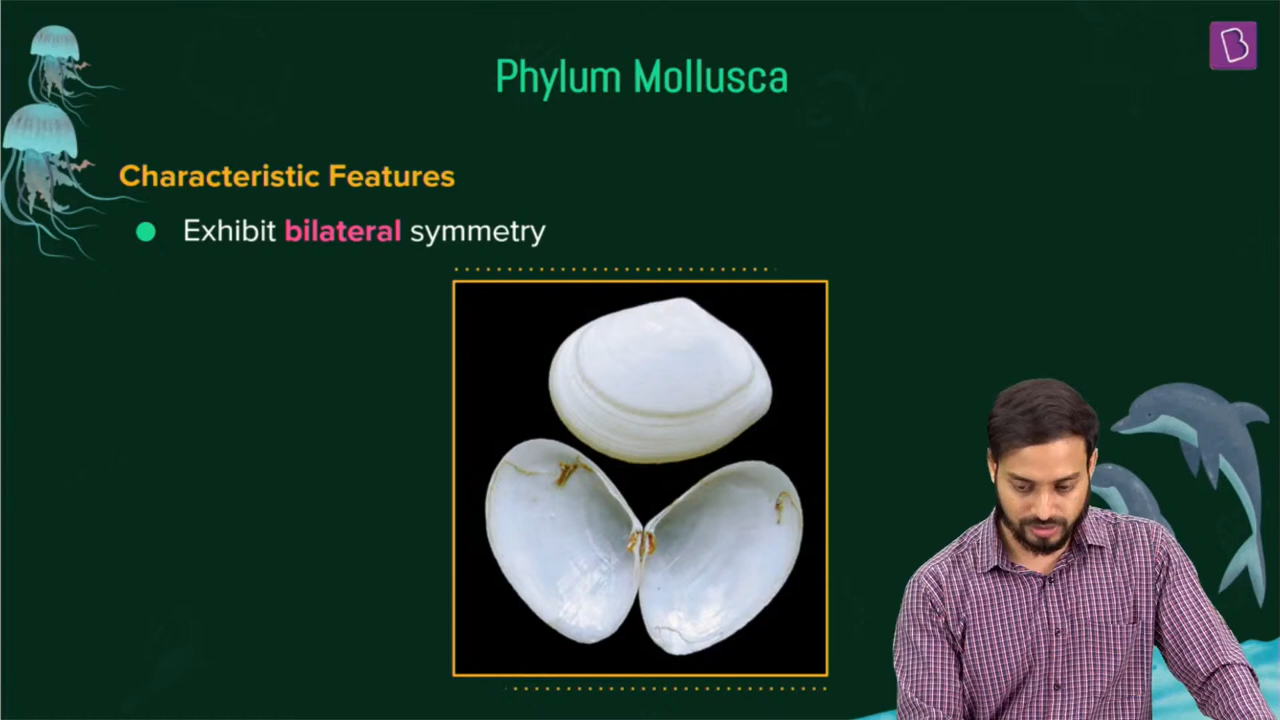 Phylum Mollusca
Characteristic Features
Exhibit bilateral symmetry